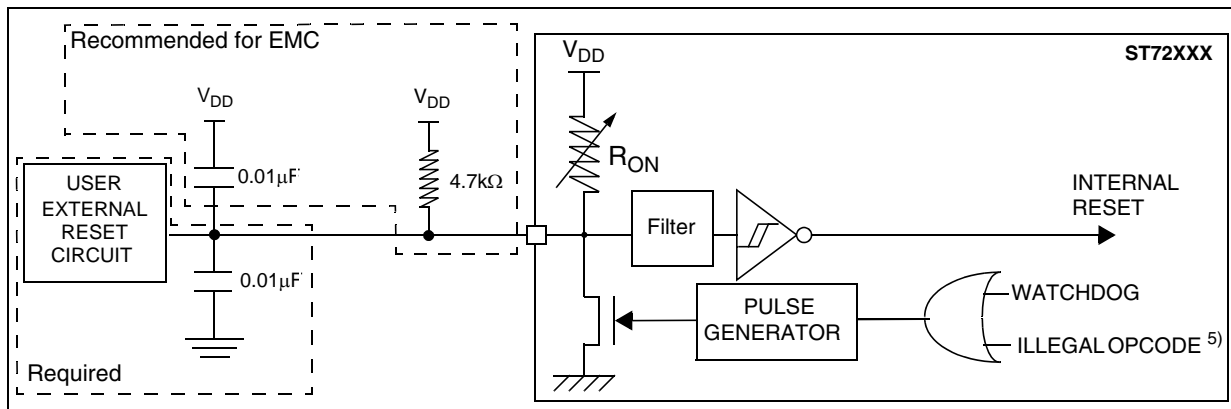 Recommended for EMC
VDD
VDD
0.01μF
4.7kΩ
USER
EXTERNAL
RESET
CIRCUIT
0.01μF
Required
ST72XXX
VDD
RON
Filter
INTERNAL
RESET
PULSE
GENERATOR
WATCHDOG
ILLEGAL OPCODE 5)